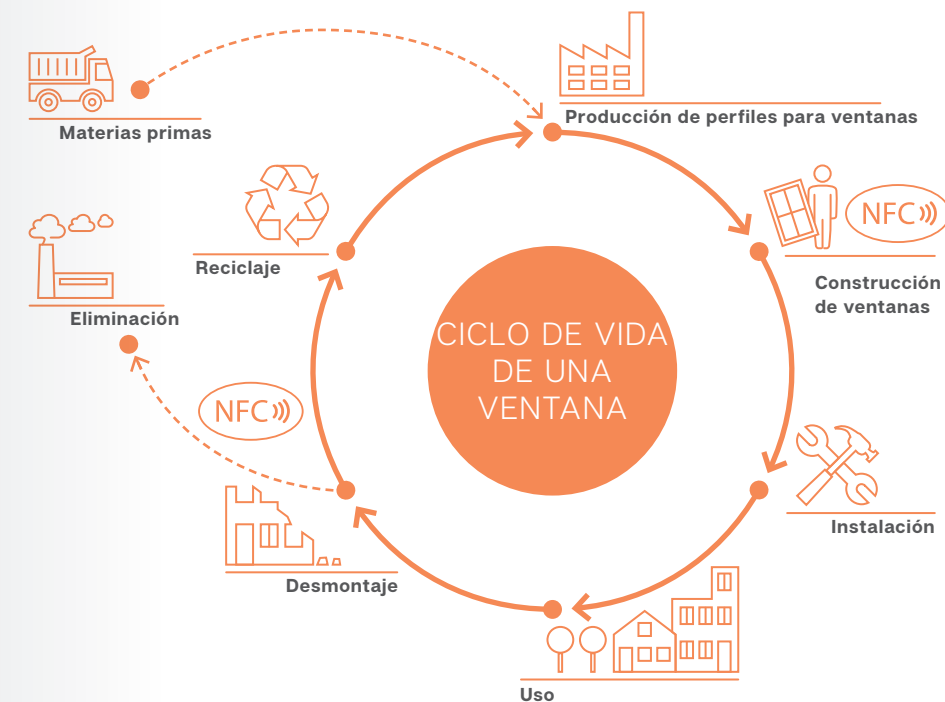 Materias primas
Producción de perfiles para ventanas
NFC
Reciclaje
Construcción
de ventanas
Eliminación
CICLO DE VIDA
DE UNA
VENTANA
NFC
Instalación
Desmontaje
Uso